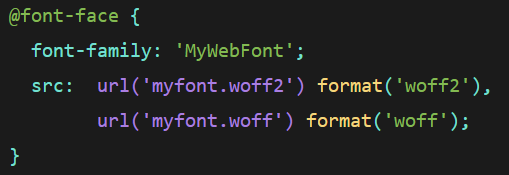 @font-face {
  font-family: 'MyWebFont';
  src:  url('myfont.woff2') format('woff2'),
        url('myfont.woff') format('woff');
}